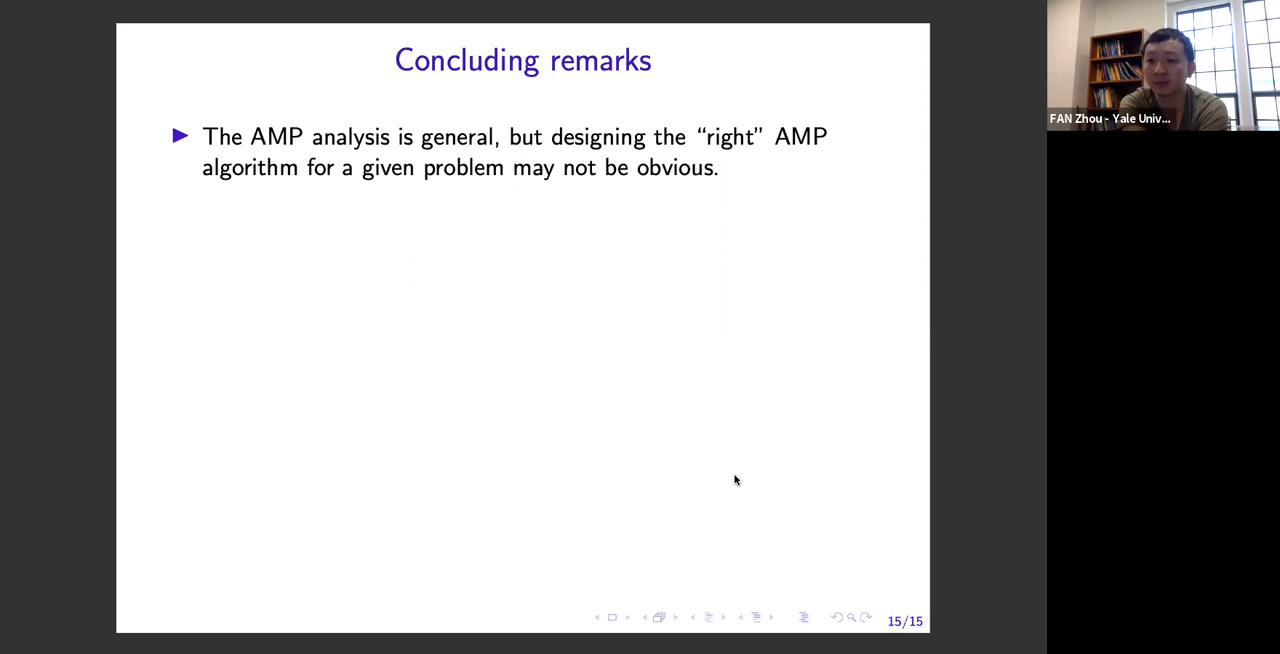 Concluding remarks
The AMP analysis is general, but designing the “right” AMP
algorithm for a given problem may not be obvious.
15/15
FAN Zhou - Yale Univ...